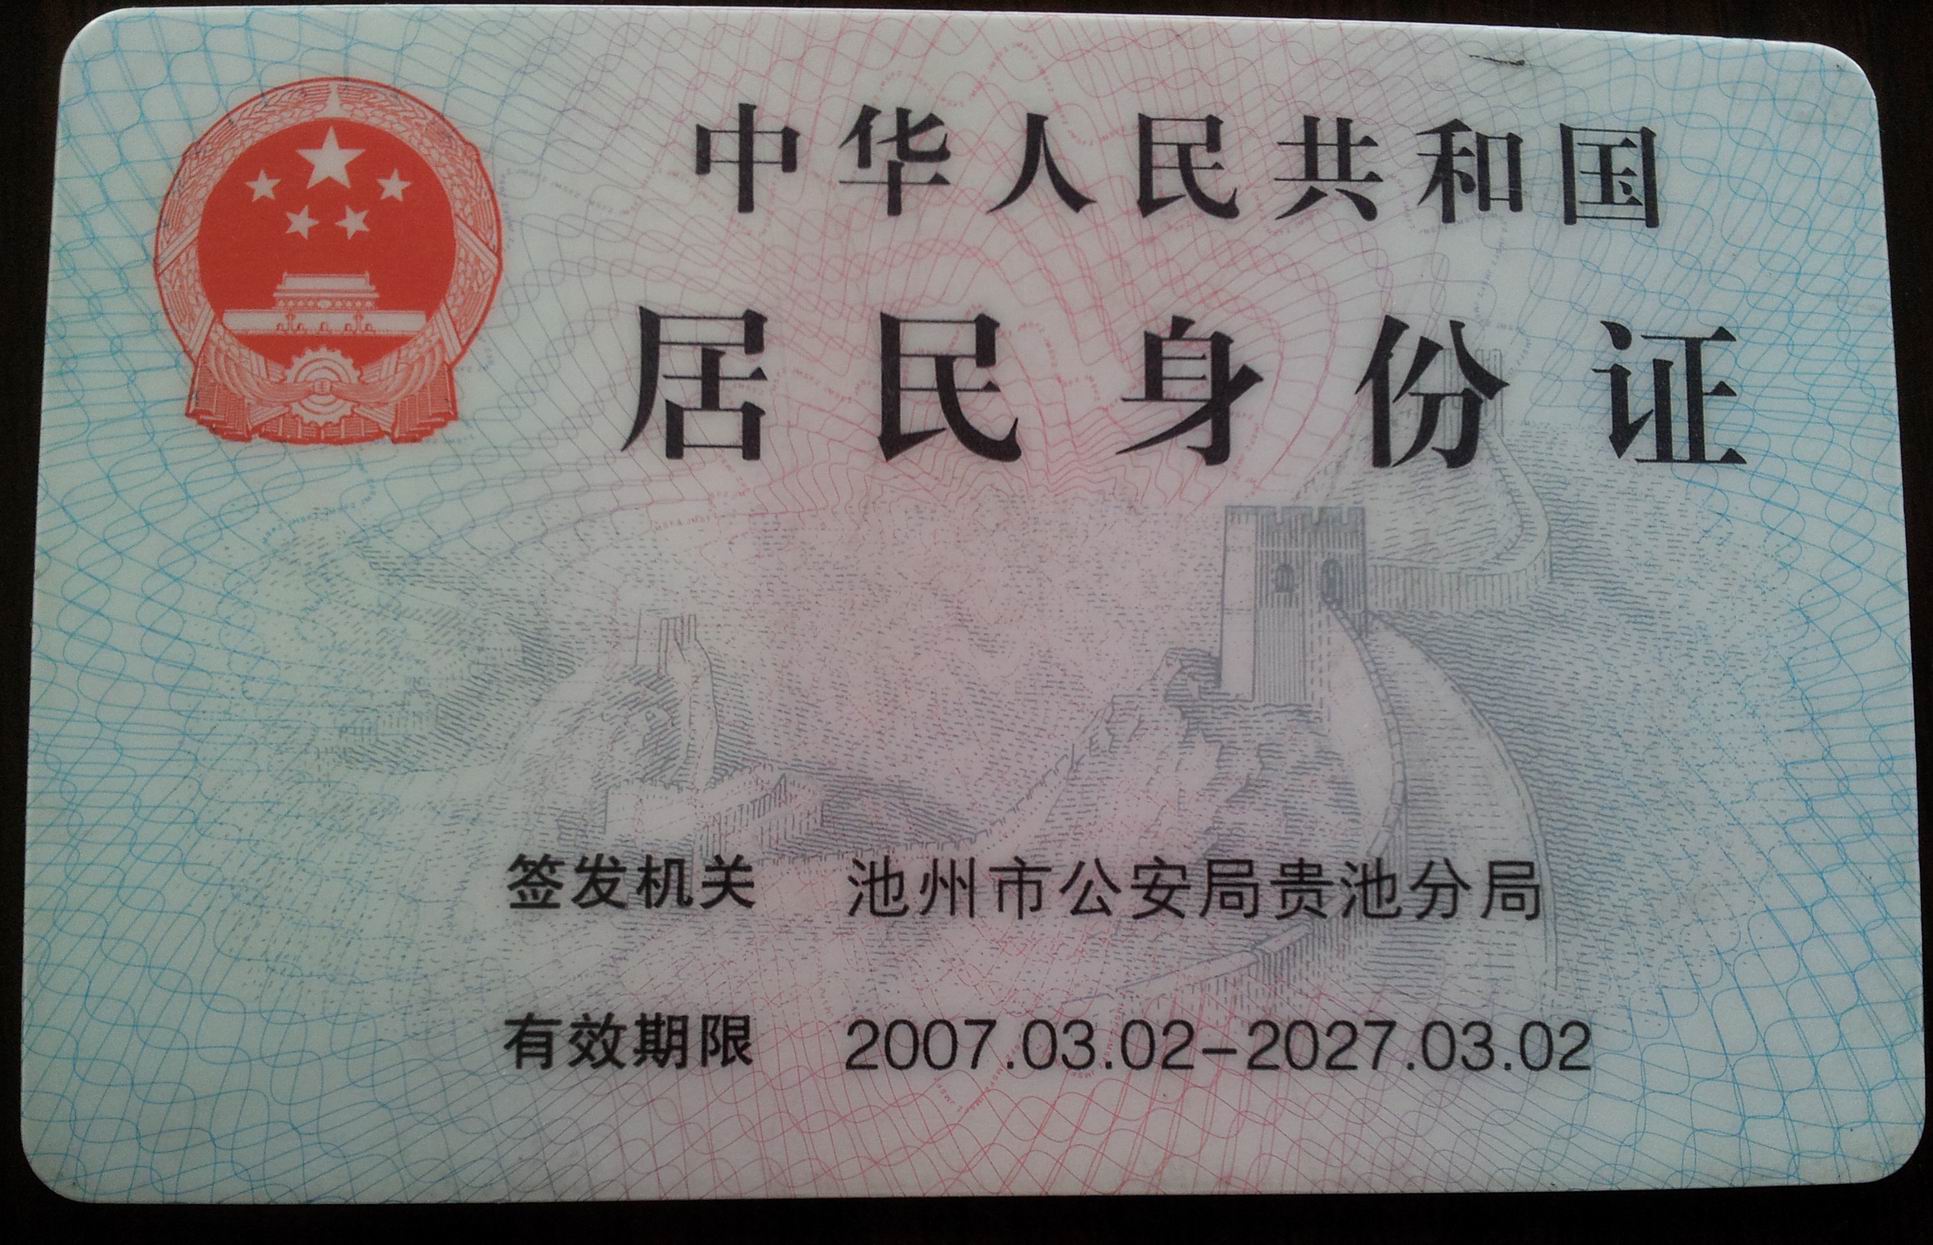 中华人民共和国
居民身份证
签发机关 池州市公安局贵池分局
有效期限 2007.03.02-2027.03.02